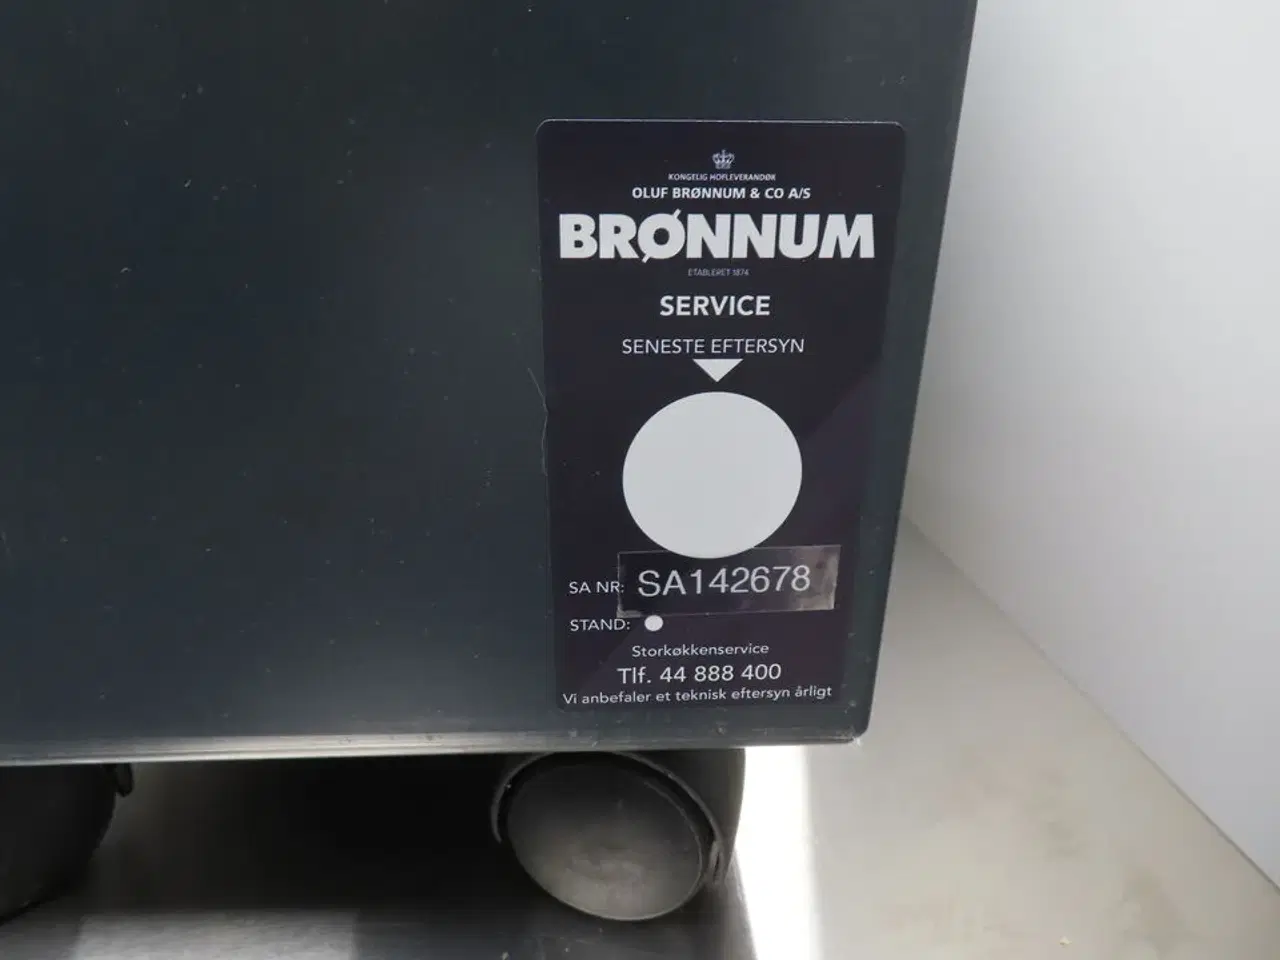 KONGELIG HOFLEVERANDØR
OLUF BRØNNUM & CO A/S
BRØNNUM
ETABLERET 1874
SERVICE
SENESTE EFTERSYN
SA NR: SA142678
STAND:
Storkøkkenservice
Tlf. 44 888 400
Vi anbefaler et teknisk eftersyn årligt